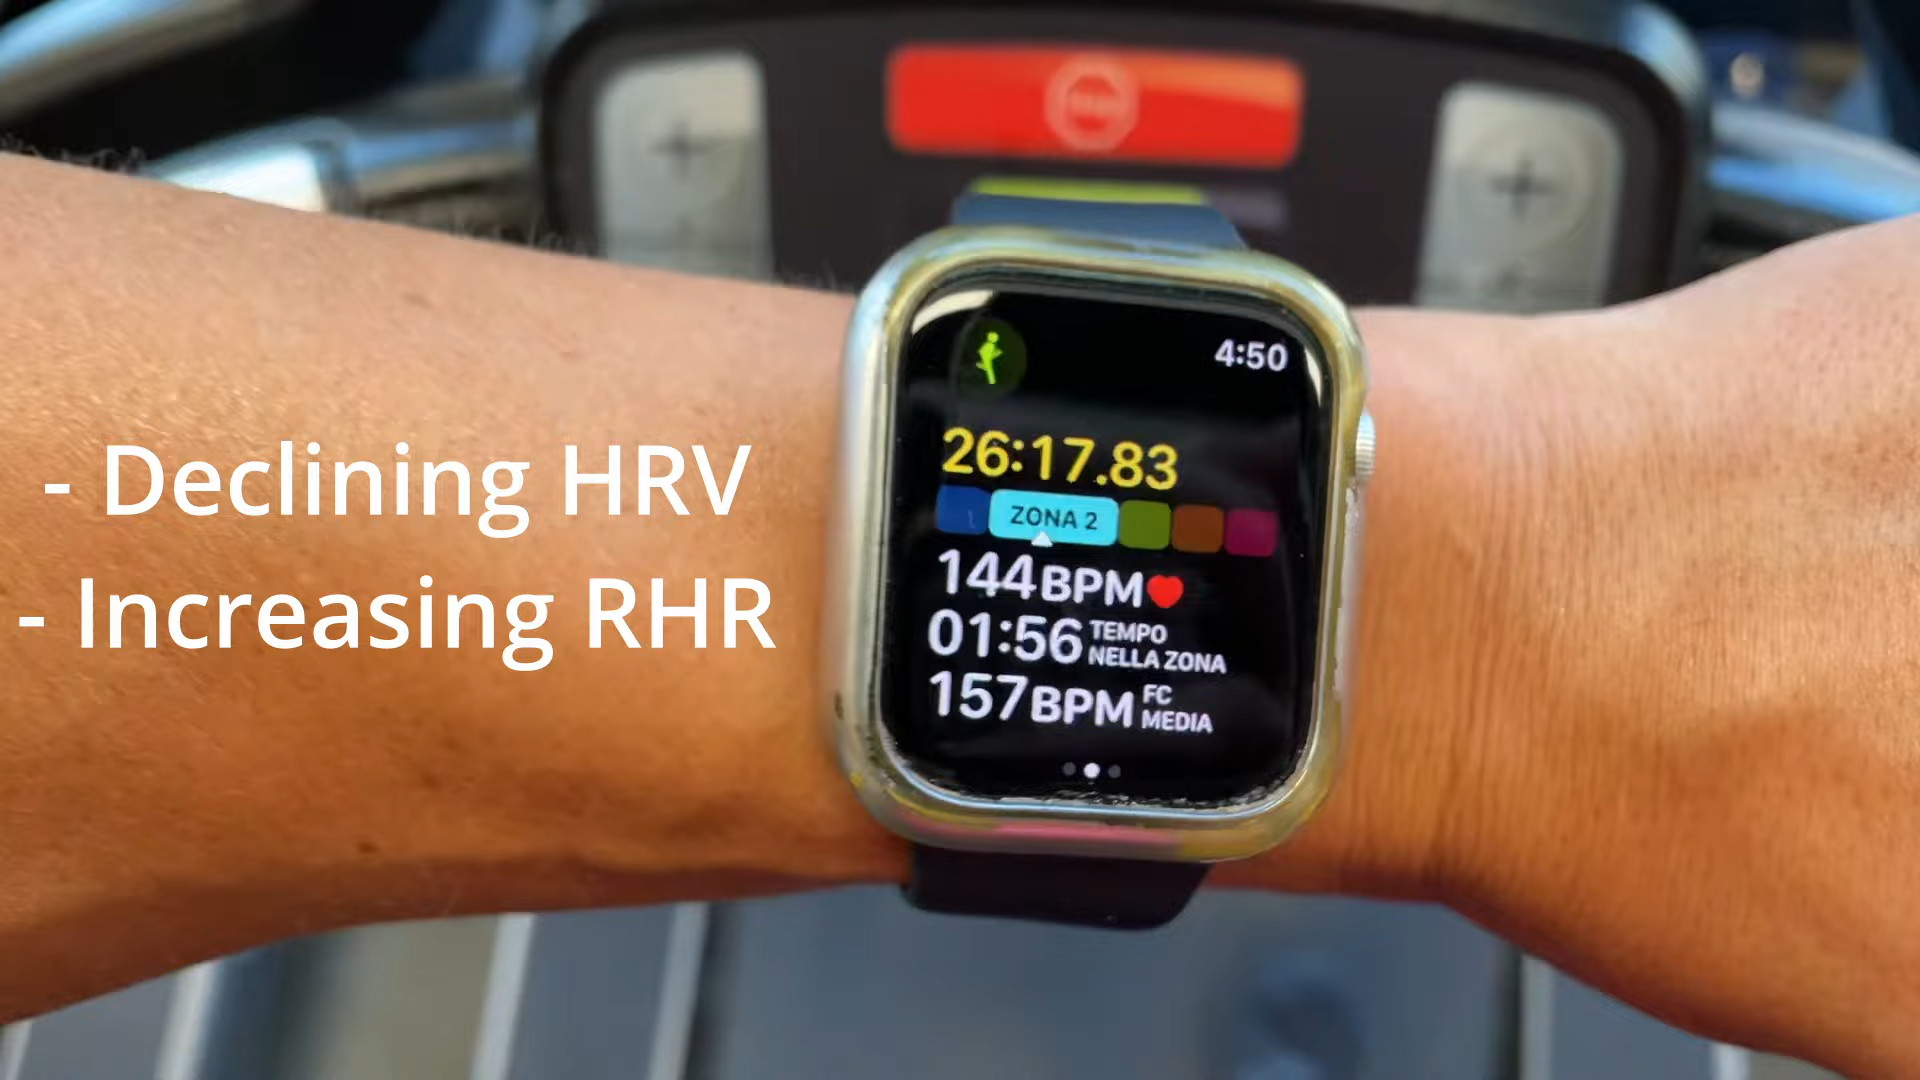 - Declining HRV
- Increasing RHR
4:50
26:17.83
ZONA 2
144BPM
01:56 TEMPO
NELLA ZONA
157BPM FC
MEDIA